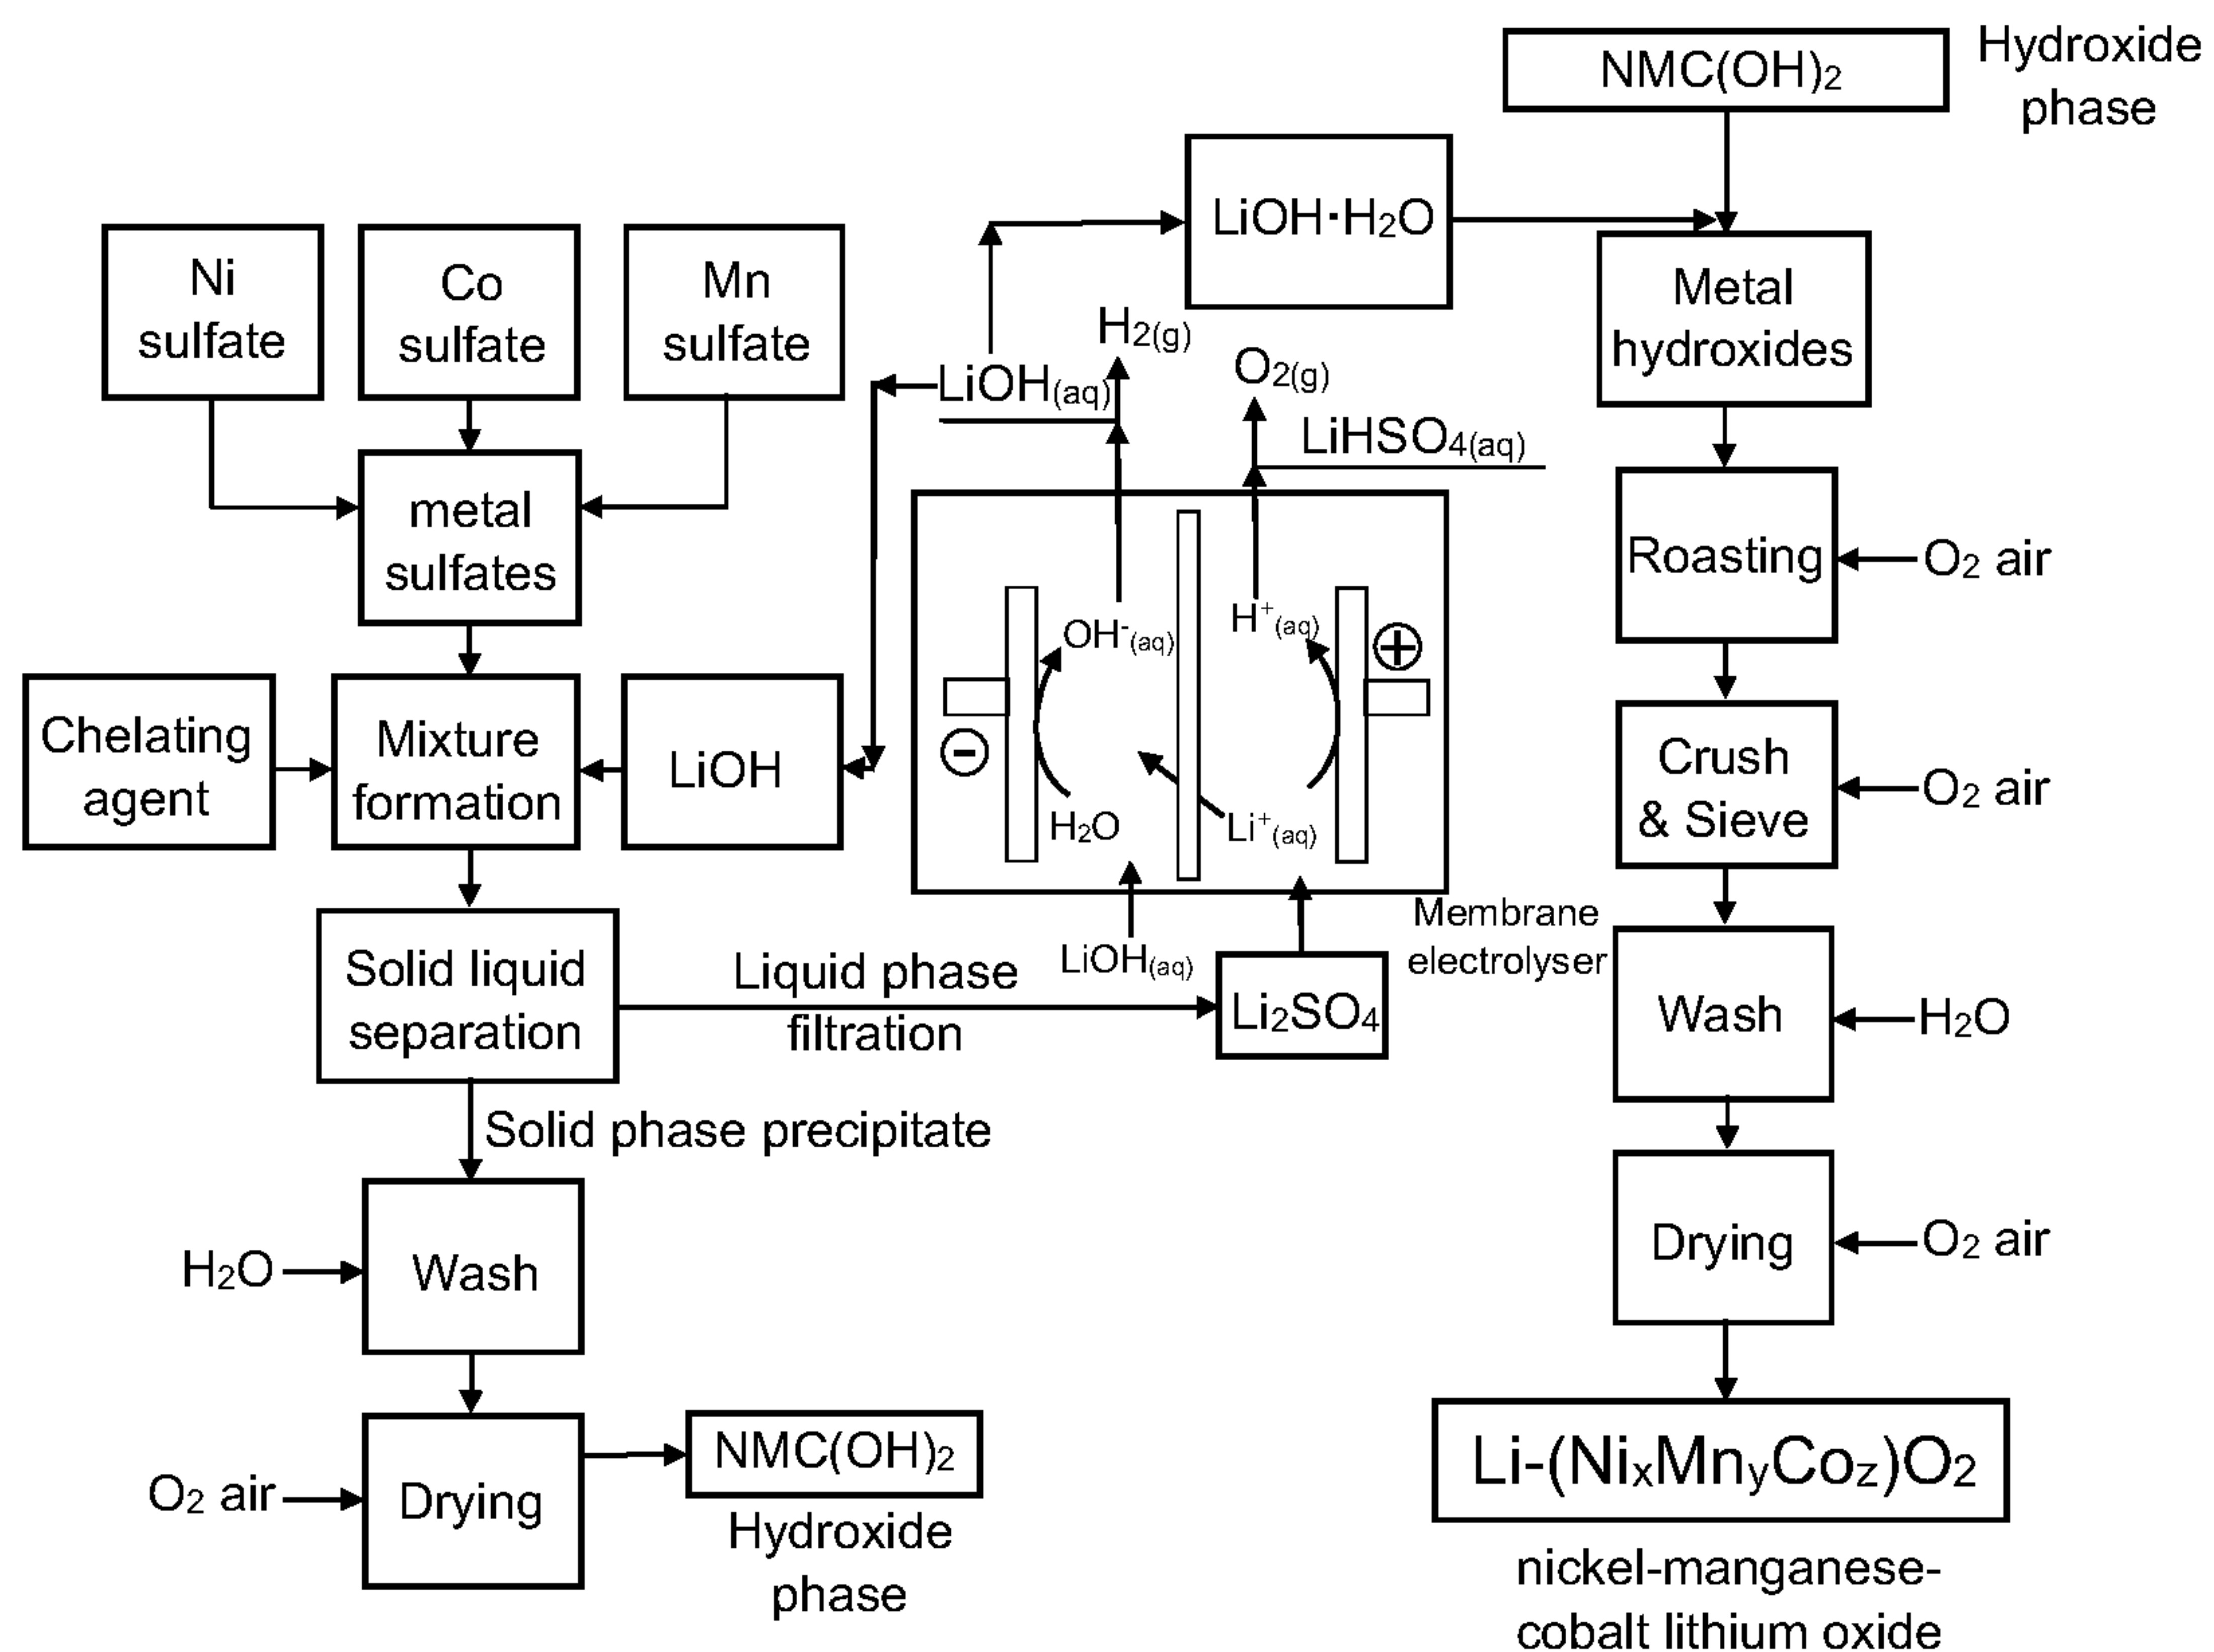 NMC(OH)₂
Hydroxide
phase
LiOH·H₂O
Ni
sulfate
Co
sulfate
Mn
sulfate
Metal
hydroxides
H₂(g)
O₂(g)
LiOH(aq)
LiHSO₄(aq)
metal
sulfates
Roasting
O₂ air
OH⁻(aq)
H⁺(aq)
+
-
H₂O
Li⁺(aq)
Chelating
agent
Mixture
formation
LiOH
Crush
& Sieve
O₂ air
Membrane
electrolyser
LiOH(aq)
Li₂SO₄
Solid liquid
separation
Liquid phase
filtration
Wash
H₂O
Solid phase precipitate
H₂O
Wash
Drying
O₂ air
O₂ air
Drying
NMC(OH)₂
Hydroxide
phase
Li-(NiₓMnᵧCo_z)O₂
nickel-manganese-
cobalt lithium oxide